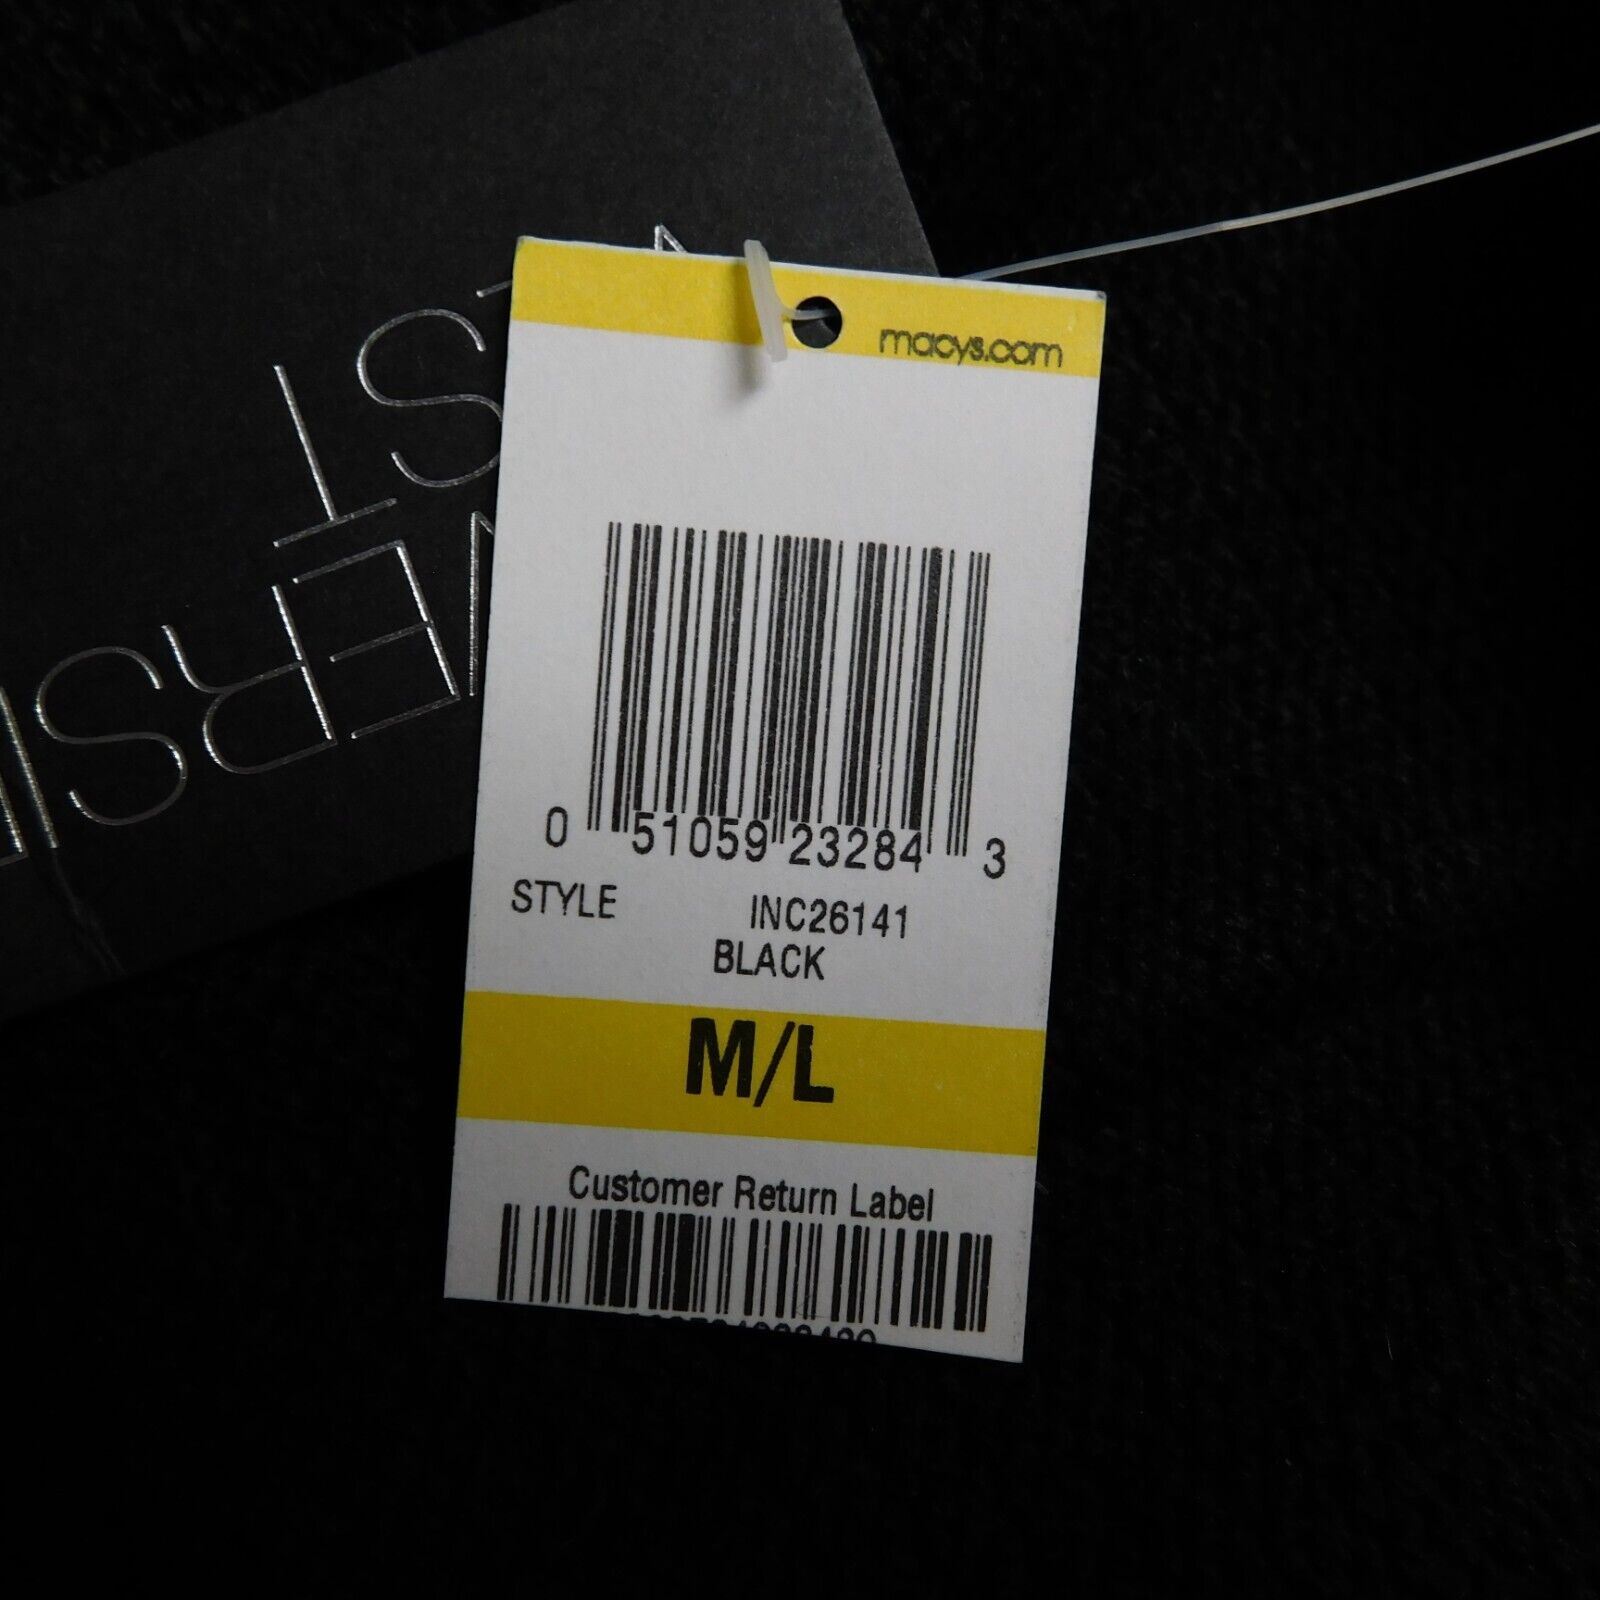 macys.com
0 51059 23284 3
STYLE INC26141
BLACK
M/L
Customer Return Label